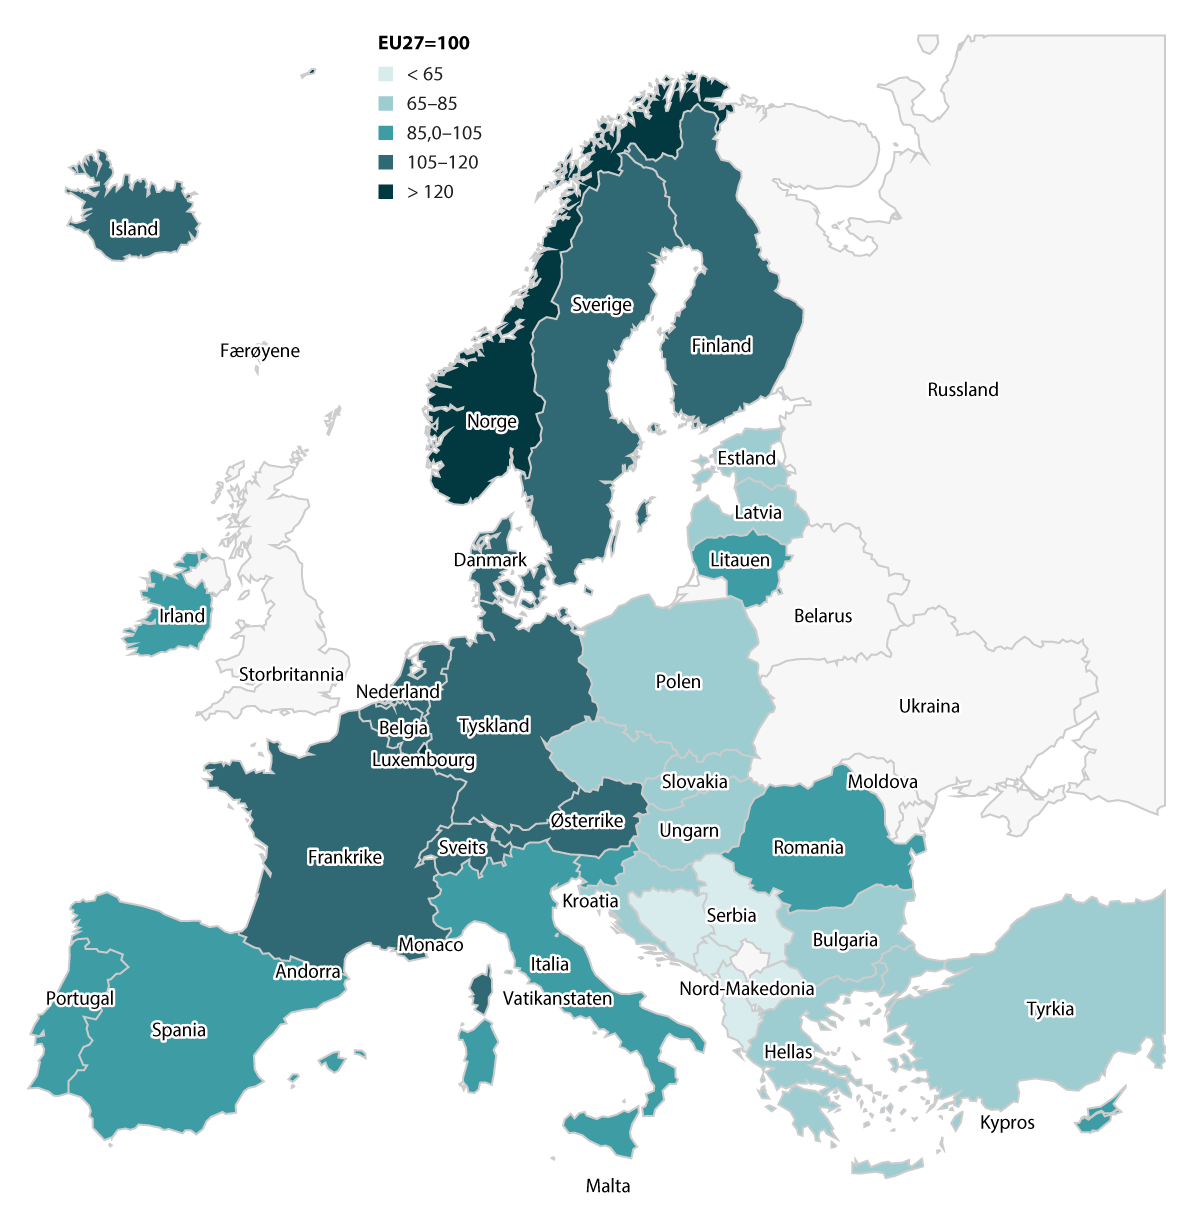 EU27=100
< 65
65–85
85,0–105
105–120
> 120
Island
Sverige
Færøyene
Finland
Russland
Norge
Estland
Latvia
Danmark
Litauen
Irland
Belarus
Storbritannia
Polen
Nederland
Ukraina
Belgia
Tyskland
Luxembourg
Slovakia
Moldova
Østerrike
Ungarn
Sveits
Romania
Frankrike
Kroatia
Serbia
Bulgaria
Monaco
Italia
Andorra
Nord-Makedonia
Portugal
Vatikanstaten
Tyrkia
Spania
Hellas
Kypros
Malta